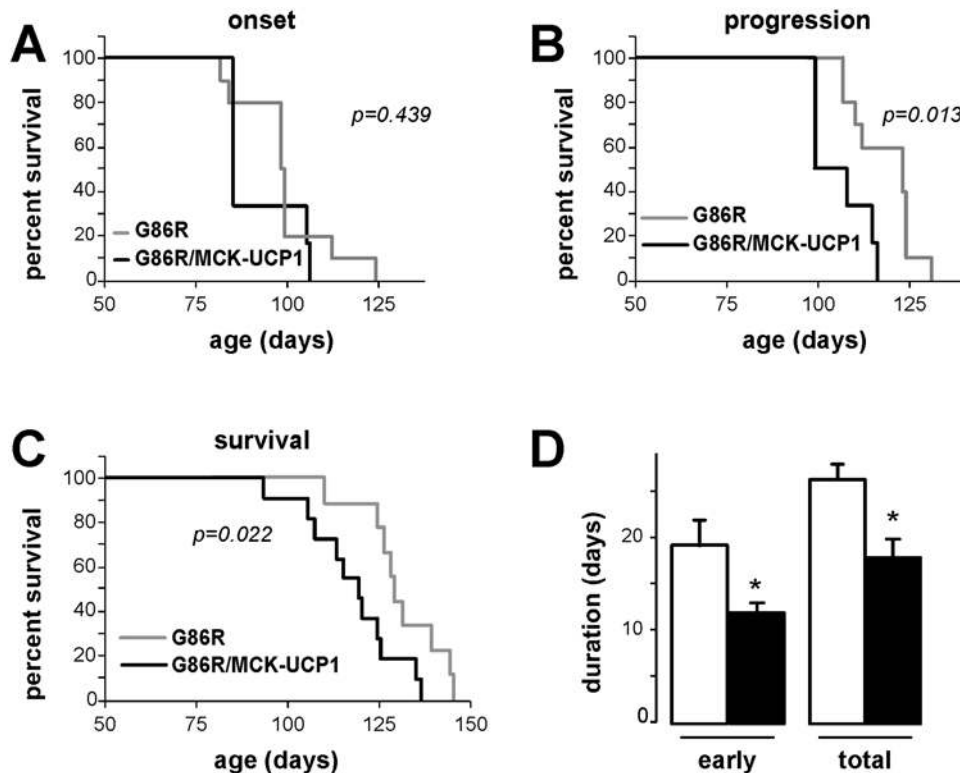 A
onset
percent survival
100
80
60
40
20
0
p=0.439
G86R
G86R/MCK-UCP1
50
75
100
125
age (days)
B
progression
percent survival
100
80
60
40
20
0
p=0.013
G86R
G86R/MCK-UCP1
50
75
100
125
age (days)
C
survival
percent survival
100
80
60
40
20
0
p=0.022
G86R
G86R/MCK-UCP1
50
75
100
125
150
age (days)
D
duration (days)
20
10
0
*
*
early
total